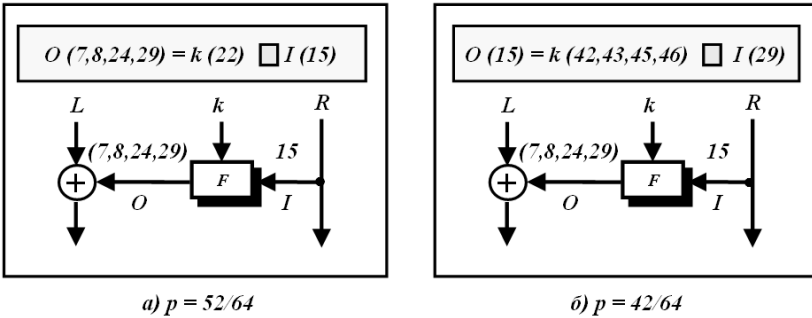 O (7,8,24,29) = k (22) □ I (15)
L
k
R
(7,8,24,29)
15
F
O
I
а) p = 52/64
O (15) = k (42,43,45,46) □ I (29)
L
k
R
(7,8,24,29)
15
F
O
I
б) p = 42/64